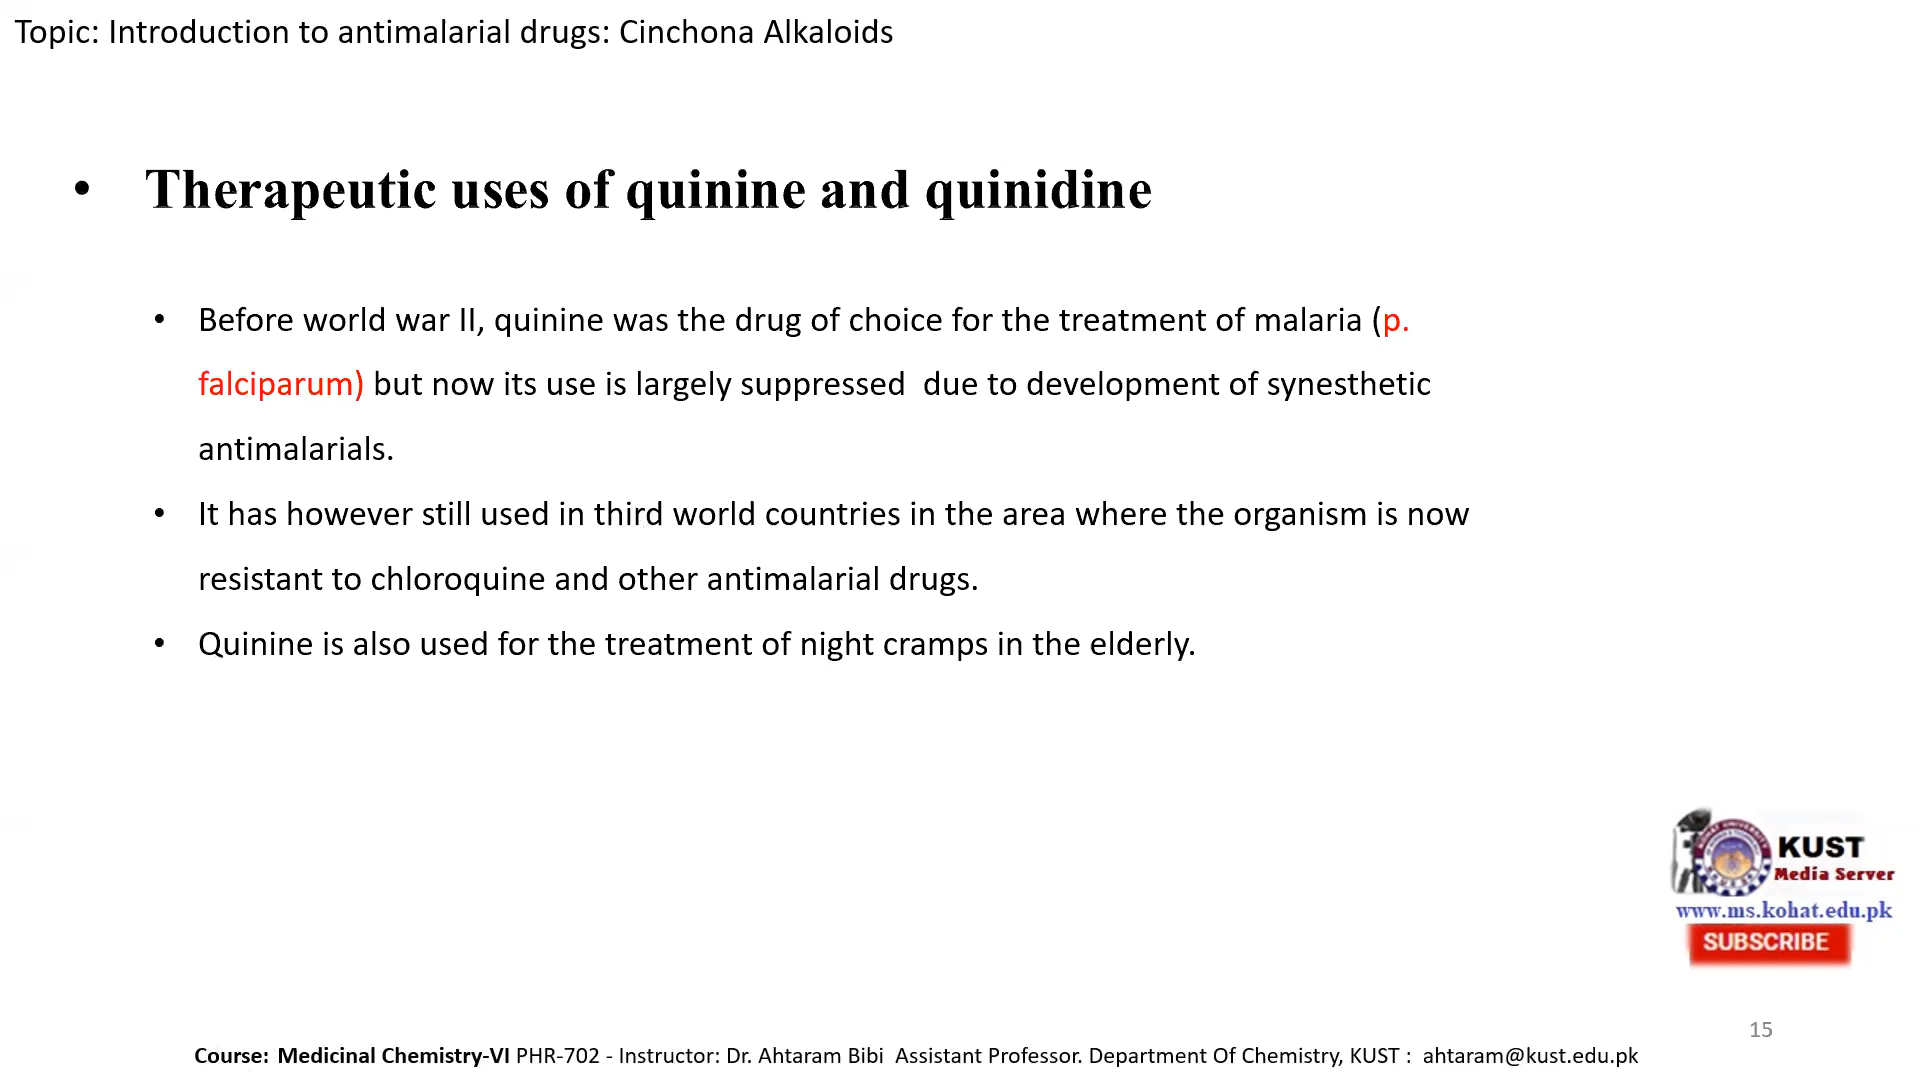 Topic: Introduction to antimalarial drugs: Cinchona Alkaloids
• Therapeutic uses of quinine and quinidine
• Before world war II, quinine was the drug of choice for the treatment of malaria (p.
falciparum) but now its use is largely suppressed  due to development of synesthetic
antimalarials.
• It has however still used in third world countries in the area where the organism is now
resistant to chloroquine and other antimalarial drugs.
• Quinine is also used for the treatment of night cramps in the elderly.
KUST
Media Server
www.ms.kohat.edu.pk
SUBSCRIBE
15
Course: Medicinal Chemistry-VI PHR-702 - Instructor: Dr. Ahtaram Bibi  Assistant Professor. Department Of Chemistry, KUST :  ahtaram@kust.edu.pk